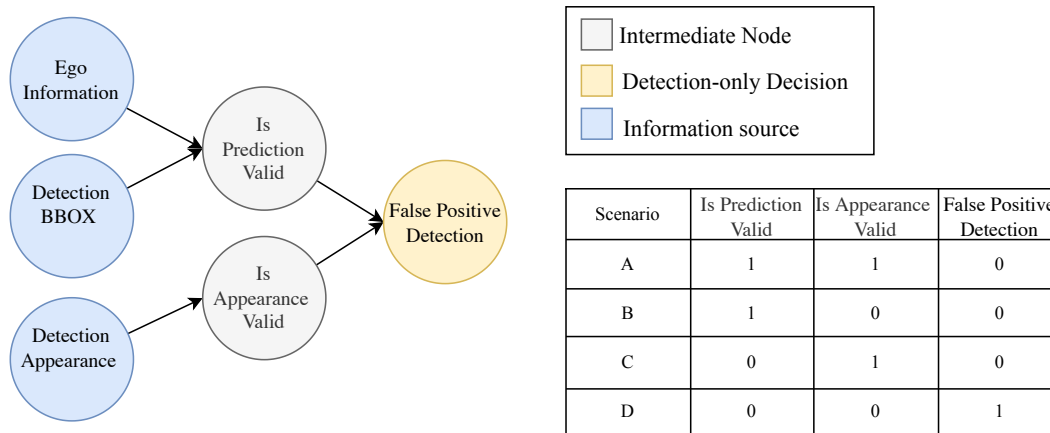 Ego
Information
Detection
BBOX
Detection
Appearance
Is
Prediction
Valid
Is
Appearance
Valid
False Positive
Detection
Intermediate Node
Detection-only Decision
Information source
Scenario
Is Prediction
Valid
Is Appearance
Valid
False Positive
Detection
A 1 1 0
B 1 0 0
C 0 1 0
D 0 0 1